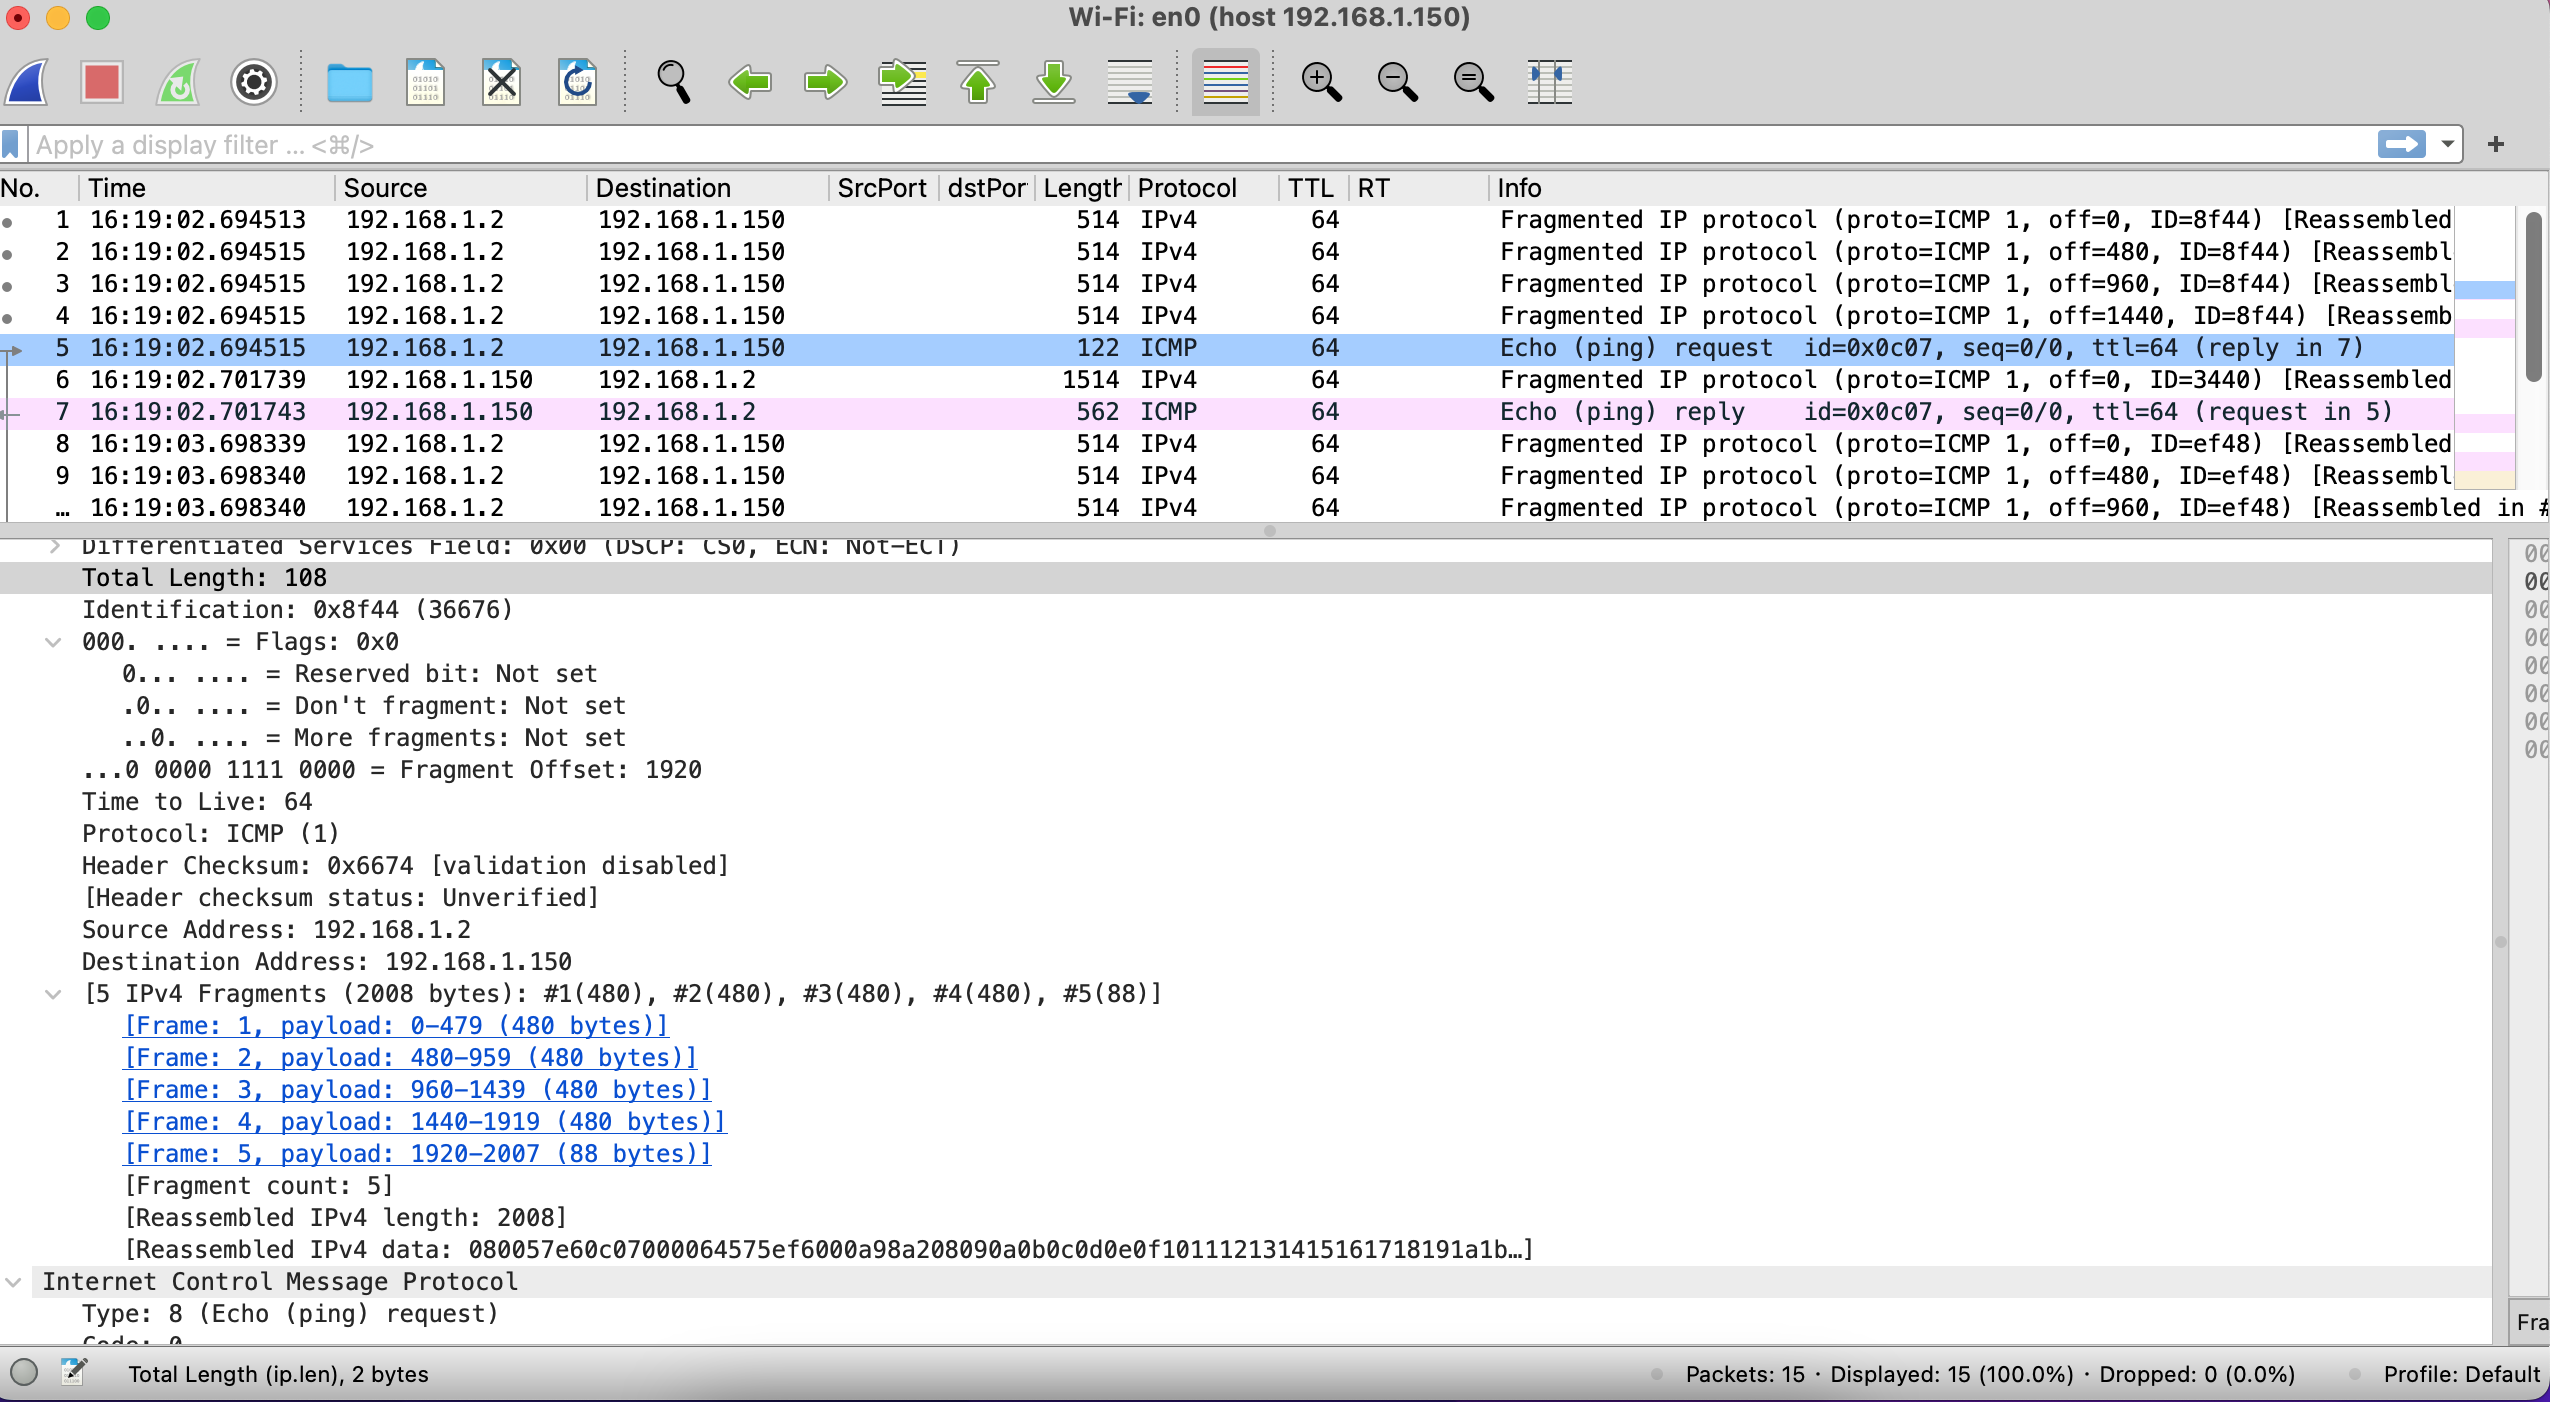 Wi-Fi: en0 (host 192.168.1.150)
Apply a display filter ... <⌘/>
No. Time Source Destination SrcPort dstPor Length Protocol TTL RT Info
1 16:19:02.694513 192.168.1.2 192.168.1.150 514 IPv4 64 Fragmented IP protocol (proto=ICMP 1, off=0, ID=8f44) [Reassembled
2 16:19:02.694515 192.168.1.2 192.168.1.150 514 IPv4 64 Fragmented IP protocol (proto=ICMP 1, off=480, ID=8f44) [Reassembl
3 16:19:02.694515 192.168.1.2 192.168.1.150 514 IPv4 64 Fragmented IP protocol (proto=ICMP 1, off=960, ID=8f44) [Reassembl
4 16:19:02.694515 192.168.1.2 192.168.1.150 514 IPv4 64 Fragmented IP protocol (proto=ICMP 1, off=1440, ID=8f44) [Reassemb
5 16:19:02.694515 192.168.1.2 192.168.1.150 122 ICMP 64 Echo (ping) request id=0x0c07, seq=0/0, ttl=64 (reply in 7)
6 16:19:02.701739 192.168.1.150 192.168.1.2 1514 IPv4 64 Fragmented IP protocol (proto=ICMP 1, off=0, ID=3440) [Reassembled
7 16:19:02.701743 192.168.1.150 192.168.1.2 562 ICMP 64 Echo (ping) reply id=0x0c07, seq=0/0, ttl=64 (request in 5)
8 16:19:03.698339 192.168.1.2 192.168.1.150 514 IPv4 64 Fragmented IP protocol (proto=ICMP 1, off=0, ID=ef48) [Reassembled
9 16:19:03.698340 192.168.1.2 192.168.1.150 514 IPv4 64 Fragmented IP protocol (proto=ICMP 1, off=480, ID=ef48) [Reassembl
… 16:19:03.698340 192.168.1.2 192.168.1.150 514 IPv4 64 Fragmented IP protocol (proto=ICMP 1, off=960, ID=ef48) [Reassembled in #
Differentiated Services Field: 0x00 (DSCP: CS0, ECN: Not-ECT)
Total Length: 108
Identification: 0x8f44 (36676)
000. .... = Flags: 0x0
0... .... = Reserved bit: Not set
.0.. .... = Don't fragment: Not set
..0. .... = More fragments: Not set
...0 0000 1111 0000 = Fragment Offset: 1920
Time to Live: 64
Protocol: ICMP (1)
Header Checksum: 0x6674 [validation disabled]
[Header checksum status: Unverified]
Source Address: 192.168.1.2
Destination Address: 192.168.1.150
[5 IPv4 Fragments (2008 bytes): #1(480), #2(480), #3(480), #4(480), #5(88)]
[Frame: 1, payload: 0-479 (480 bytes)]
[Frame: 2, payload: 480-959 (480 bytes)]
[Frame: 3, payload: 960-1439 (480 bytes)]
[Frame: 4, payload: 1440-1919 (480 bytes)]
[Frame: 5, payload: 1920-2007 (88 bytes)]
[Fragment count: 5]
[Reassembled IPv4 length: 2008]
[Reassembled IPv4 data: 080057e60c07000064575ef6000a98a208090a0b0c0d0e0f101112131415161718191a1b…]
Internet Control Message Protocol
Type: 8 (Echo (ping) request)
Code: 0
00
00
00
00
00
00
00
00
Fra
Total Length (ip.len), 2 bytes
Packets: 15 · Displayed: 15 (100.0%) · Dropped: 0 (0.0%)
Profile: Default